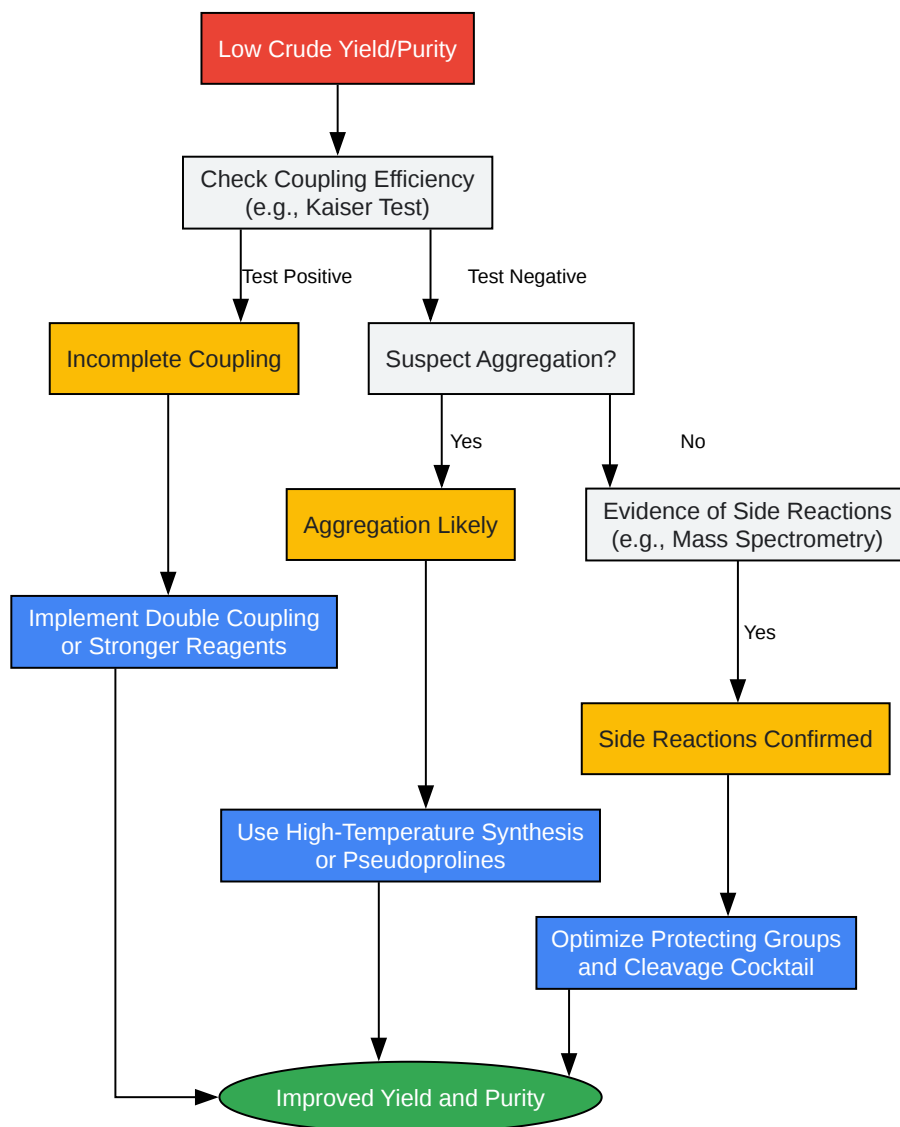 Low Crude Yield/Purity
Check Coupling Efficiency
(e.g., Kaiser Test)
Test Positive
Test Negative
Incomplete Coupling
Suspect Aggregation?
Yes
No
Aggregation Likely
Evidence of Side Reactions
(e.g., Mass Spectrometry)
Implement Double Coupling
or Stronger Reagents
Yes
Side Reactions Confirmed
Use High-Temperature Synthesis
or Pseudoprolines
Optimize Protecting Groups
and Cleavage Cocktail
Improved Yield and Purity